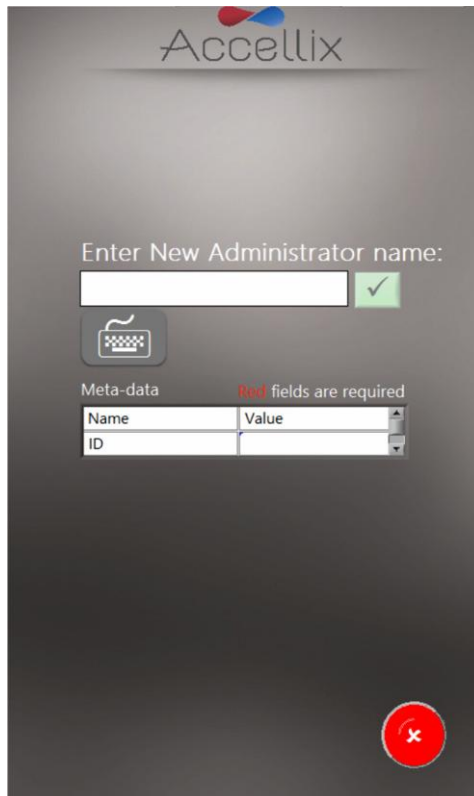 Accellix
Enter New Administrator name:
Meta-data Red fields are required
Name Value
ID